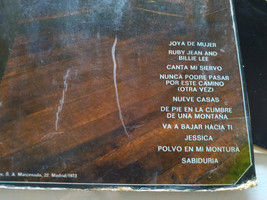 JOYA DE MUJER
RUBY JEAN AND
BILLIE LEE
CANTA MI SIERVO
NUNCA PODRE PASAR
POR ESTE CAMINO
(OTRA VEZ)
NUEVE CASAS
DE PIE EN LA CUMBRE
DE UNA MONTAÑA
VA A BAJAR HACIA TI
JESSICA
POLVO EN MI MONTURA
SABIDURIA
S. A. Maldonado, 22. Madrid/1973